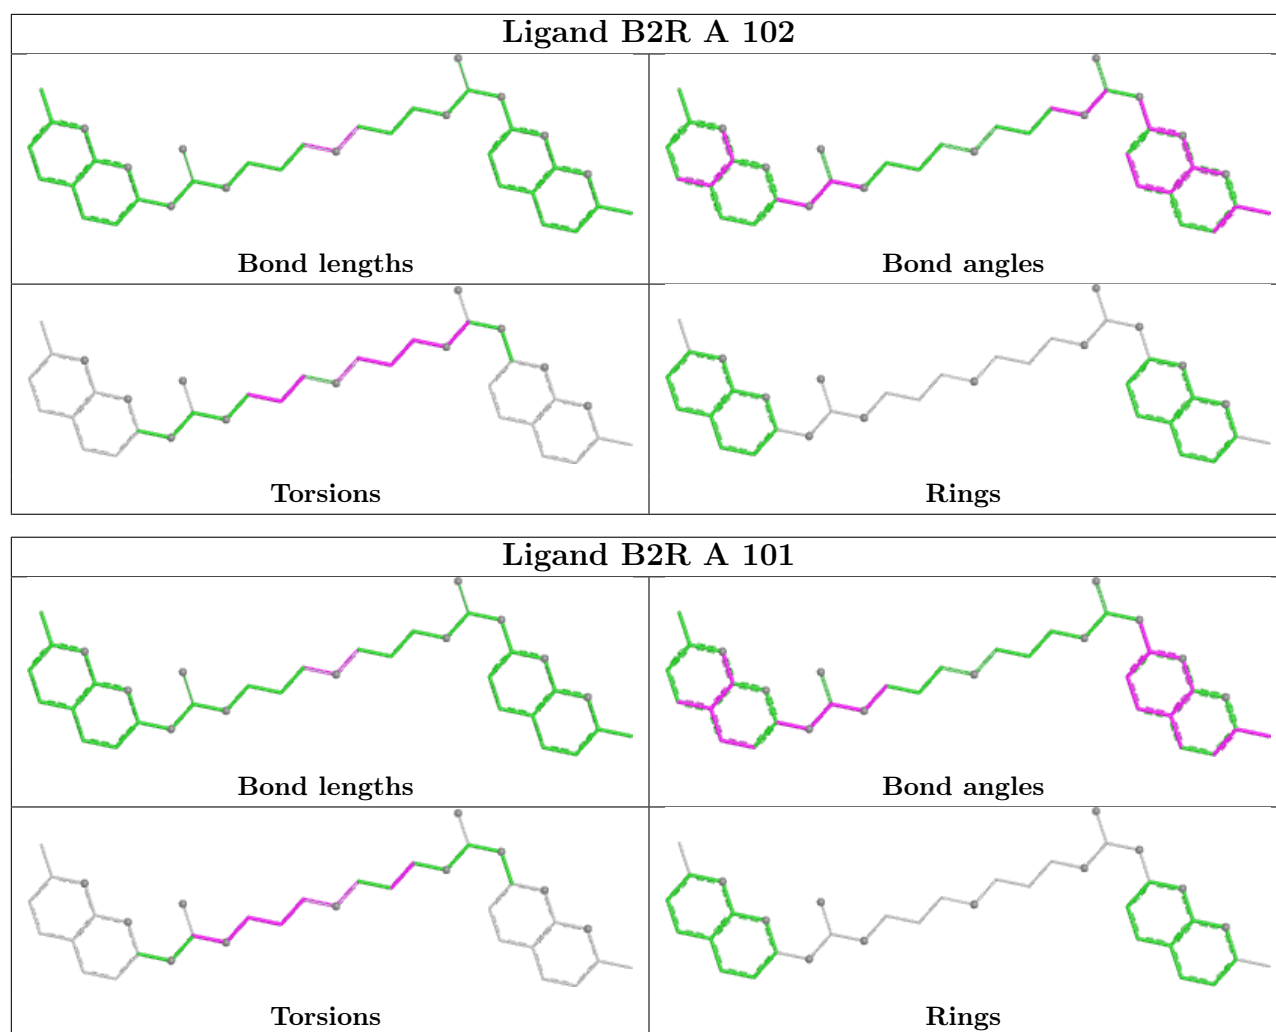 Ligand B2R A 102
Bond lengths
Bond angles
Torsions
Rings
Ligand B2R A 101
Bond lengths
Bond angles
Torsions
Rings